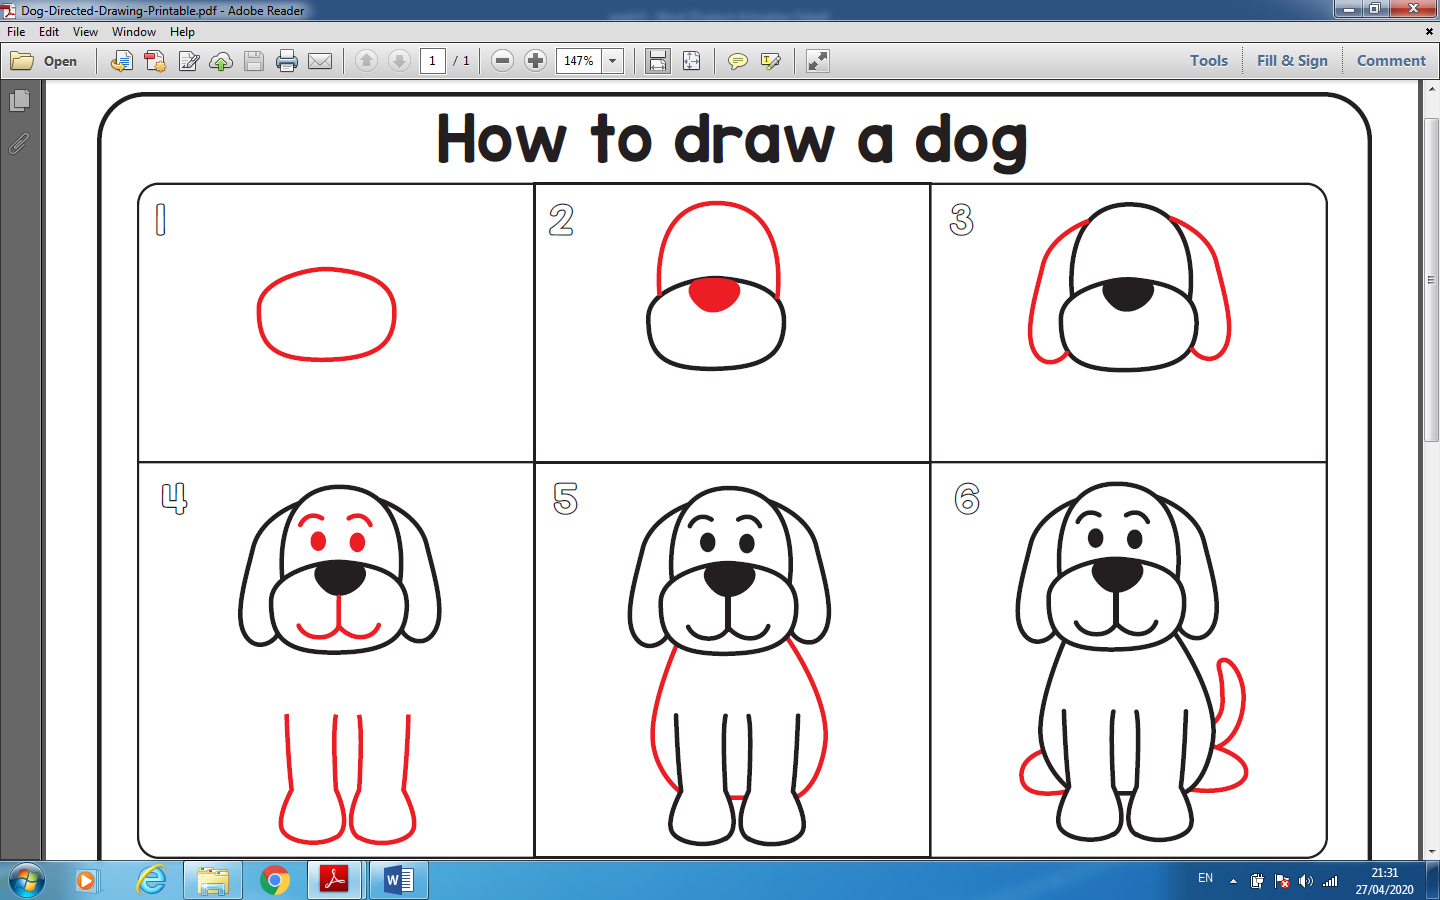 Dog-Directed-Drawing-Printable.pdf - Adobe Reader
File Edit View Window Help
Open 1 / 1 147% Tools Fill & Sign Comment
How to draw a dog
1 2 3
4 5 6
EN 21:31
27/04/2020